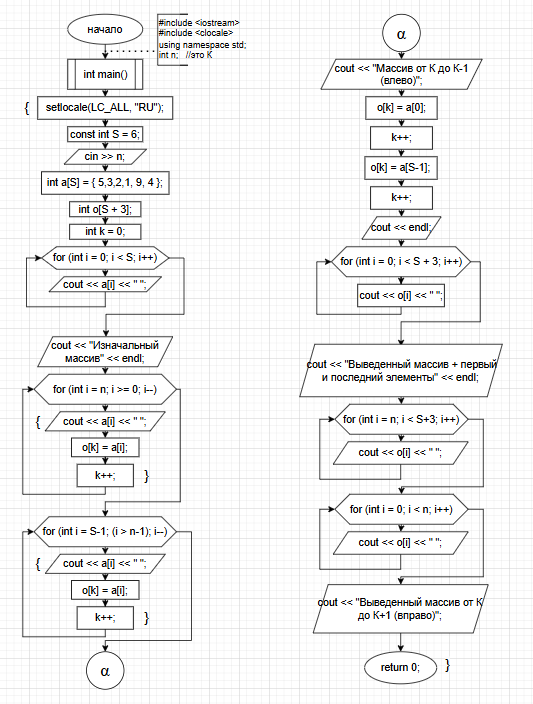 начало
#include <iostream>
#include <clocale>
using namespace std;
int n;   //это К
int main()
{
setlocale(LC_ALL, "RU");
const int S = 6;
cin >> n;
int a[S] = { 5,3,2,1, 9, 4 };
int o[S + 3];
int k = 0;
for (int i = 0; i < S; i++)
cout << a[i] << " ";
cout << "Изначальный
массив" << endl;
for (int i = n; i >= 0; i--)
{
cout << a[i] << " ";
o[k] = a[i];
k++;
}
for (int i = S-1; (i > n-1); i--)
{
cout << a[i] << " ";
o[k] = a[i];
k++;
}
α
α
cout << "Массив от К до К-1
(влево)";
o[k] = a[0];
k++;
o[k] = a[S-1];
k++;
cout << endl;
for (int i = 0; i < S + 3; i++)
cout << o[i] << " ";
cout << "Выведенный массив + первый
и последний элементы" << endl;
for (int i = n; i < S+3; i++)
cout << o[i] << " ";
for (int i = 0; i < n; i++)
cout << o[i] << " ";
cout << "Выведенный массив от К
до К+1 (вправо)";
return 0;
}